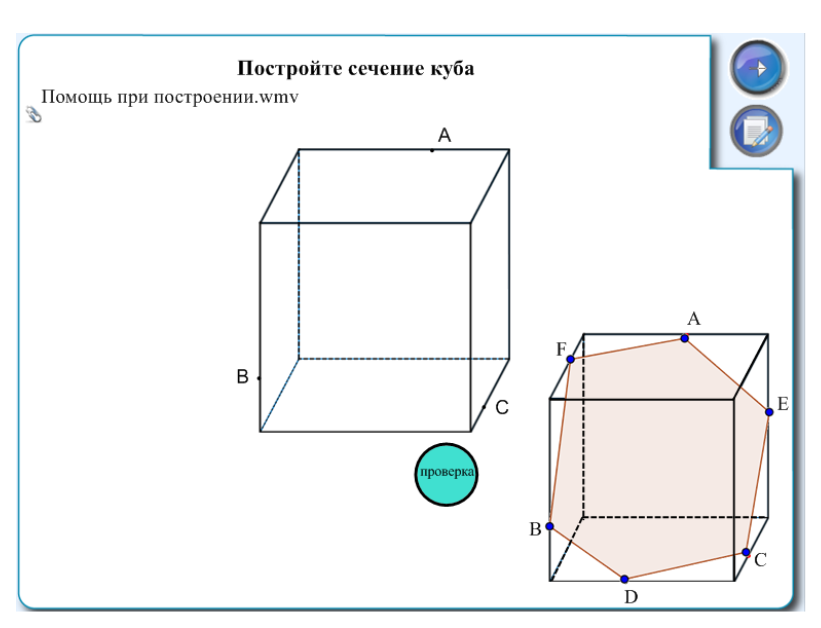 Постройте сечение куба
Помощь при построении.wmv
A
B
C
проверка
A
F
E
B
C
D